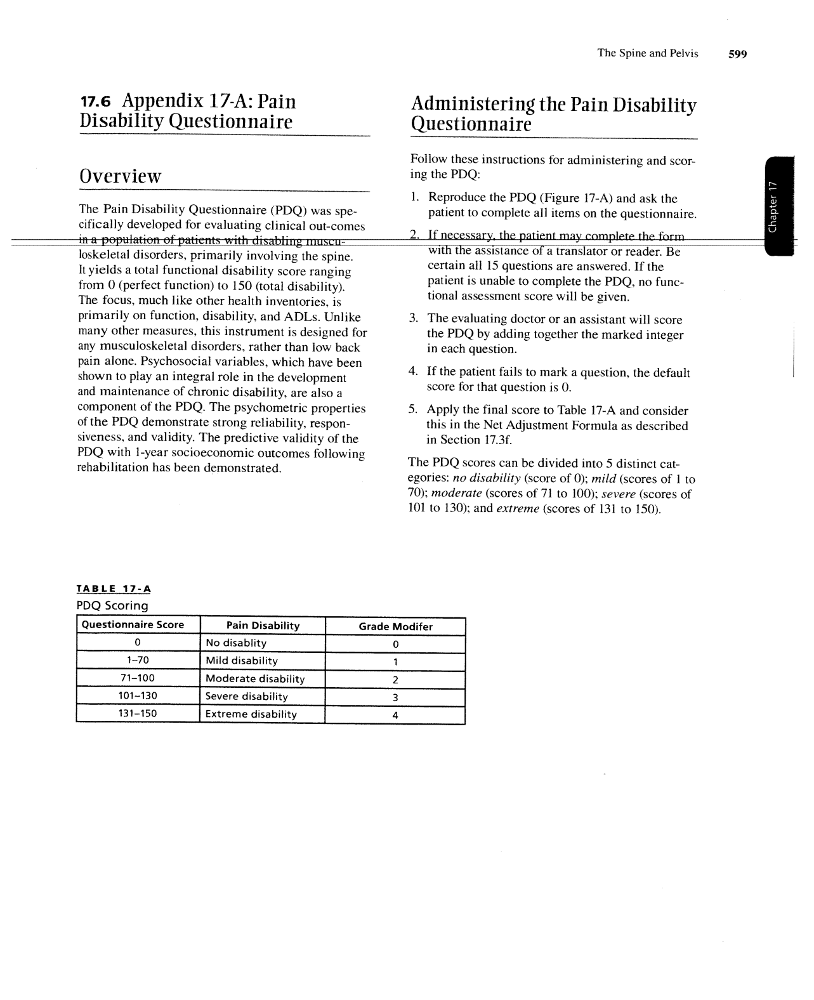 The Spine and Pelvis 599
17.6 Appendix 17-A: Pain
Disability Questionnaire
Overview
The Pain Disability Questionnaire (PDQ) was spe-
cifically developed for evaluating clinical out-comes
in a population of patients with disabling muscu-
loskeletal disorders, primarily involving the spine.
It yields a total functional disability score ranging
from 0 (perfect function) to 150 (total disability).
The focus, much like other health inventories, is
primarily on function, disability, and ADLs. Unlike
many other measures, this instrument is designed for
any musculoskeletal disorders, rather than low back
pain alone. Psychosocial variables, which have been
shown to play an integral role in the development
and maintenance of chronic disability, are also a
component of the PDQ. The psychometric properties
of the PDQ demonstrate strong reliability, respon-
siveness, and validity. The predictive validity of the
PDQ with 1-year socioeconomic outcomes following
rehabilitation has been demonstrated.
Administering the Pain Disability
Questionnaire
Follow these instructions for administering and scor-
ing the PDQ:
1. Reproduce the PDQ (Figure 17-A) and ask the
patient to complete all items on the questionnaire.
2. If necessary, the patient may complete the form
with the assistance of a translator or reader. Be
certain all 15 questions are answered. If the
patient is unable to complete the PDQ, no func-
tional assessment score will be given.
3. The evaluating doctor or an assistant will score
the PDQ by adding together the marked integer
in each question.
4. If the patient fails to mark a question, the default
score for that question is 0.
5. Apply the final score to Table 17-A and consider
this in the Net Adjustment Formula as described
in Section 17.3f.
The PDQ scores can be divided into 5 distinct cat-
egories: no disability (score of 0); mild (scores of 1 to
70); moderate (scores of 71 to 100); severe (scores of
101 to 130); and extreme (scores of 131 to 150).
Chapter 17
TABLE 17-A
PDQ Scoring
Questionnaire Score Pain Disability Grade Modifer
0 No disablity 0
1–70 Mild disability 1
71–100 Moderate disability 2
101–130 Severe disability 3
131–150 Extreme disability 4